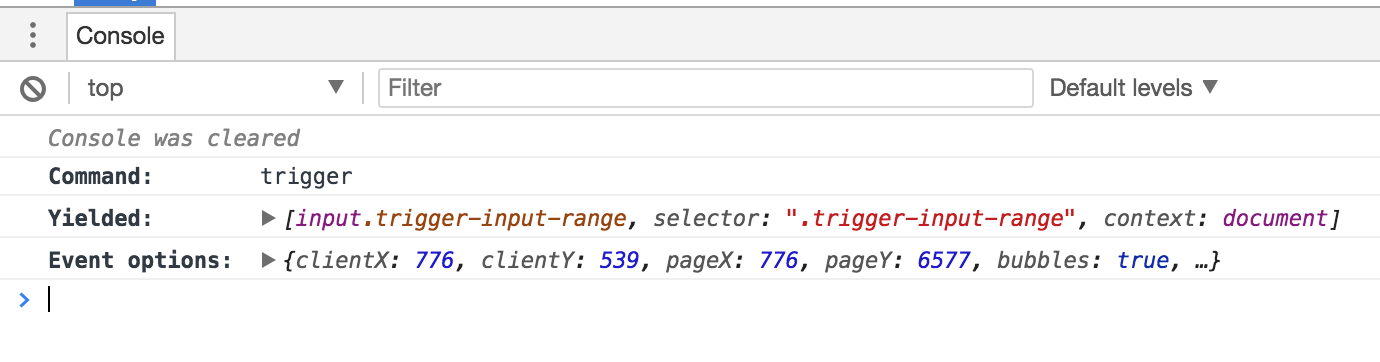 Console
top Filter Default levels
Console was cleared
Command: trigger
Yielded: [input.trigger-input-range, selector: ".trigger-input-range", context: document]
Event options: {clientX: 776, clientY: 539, pageX: 776, pageY: 6577, bubbles: true, …}